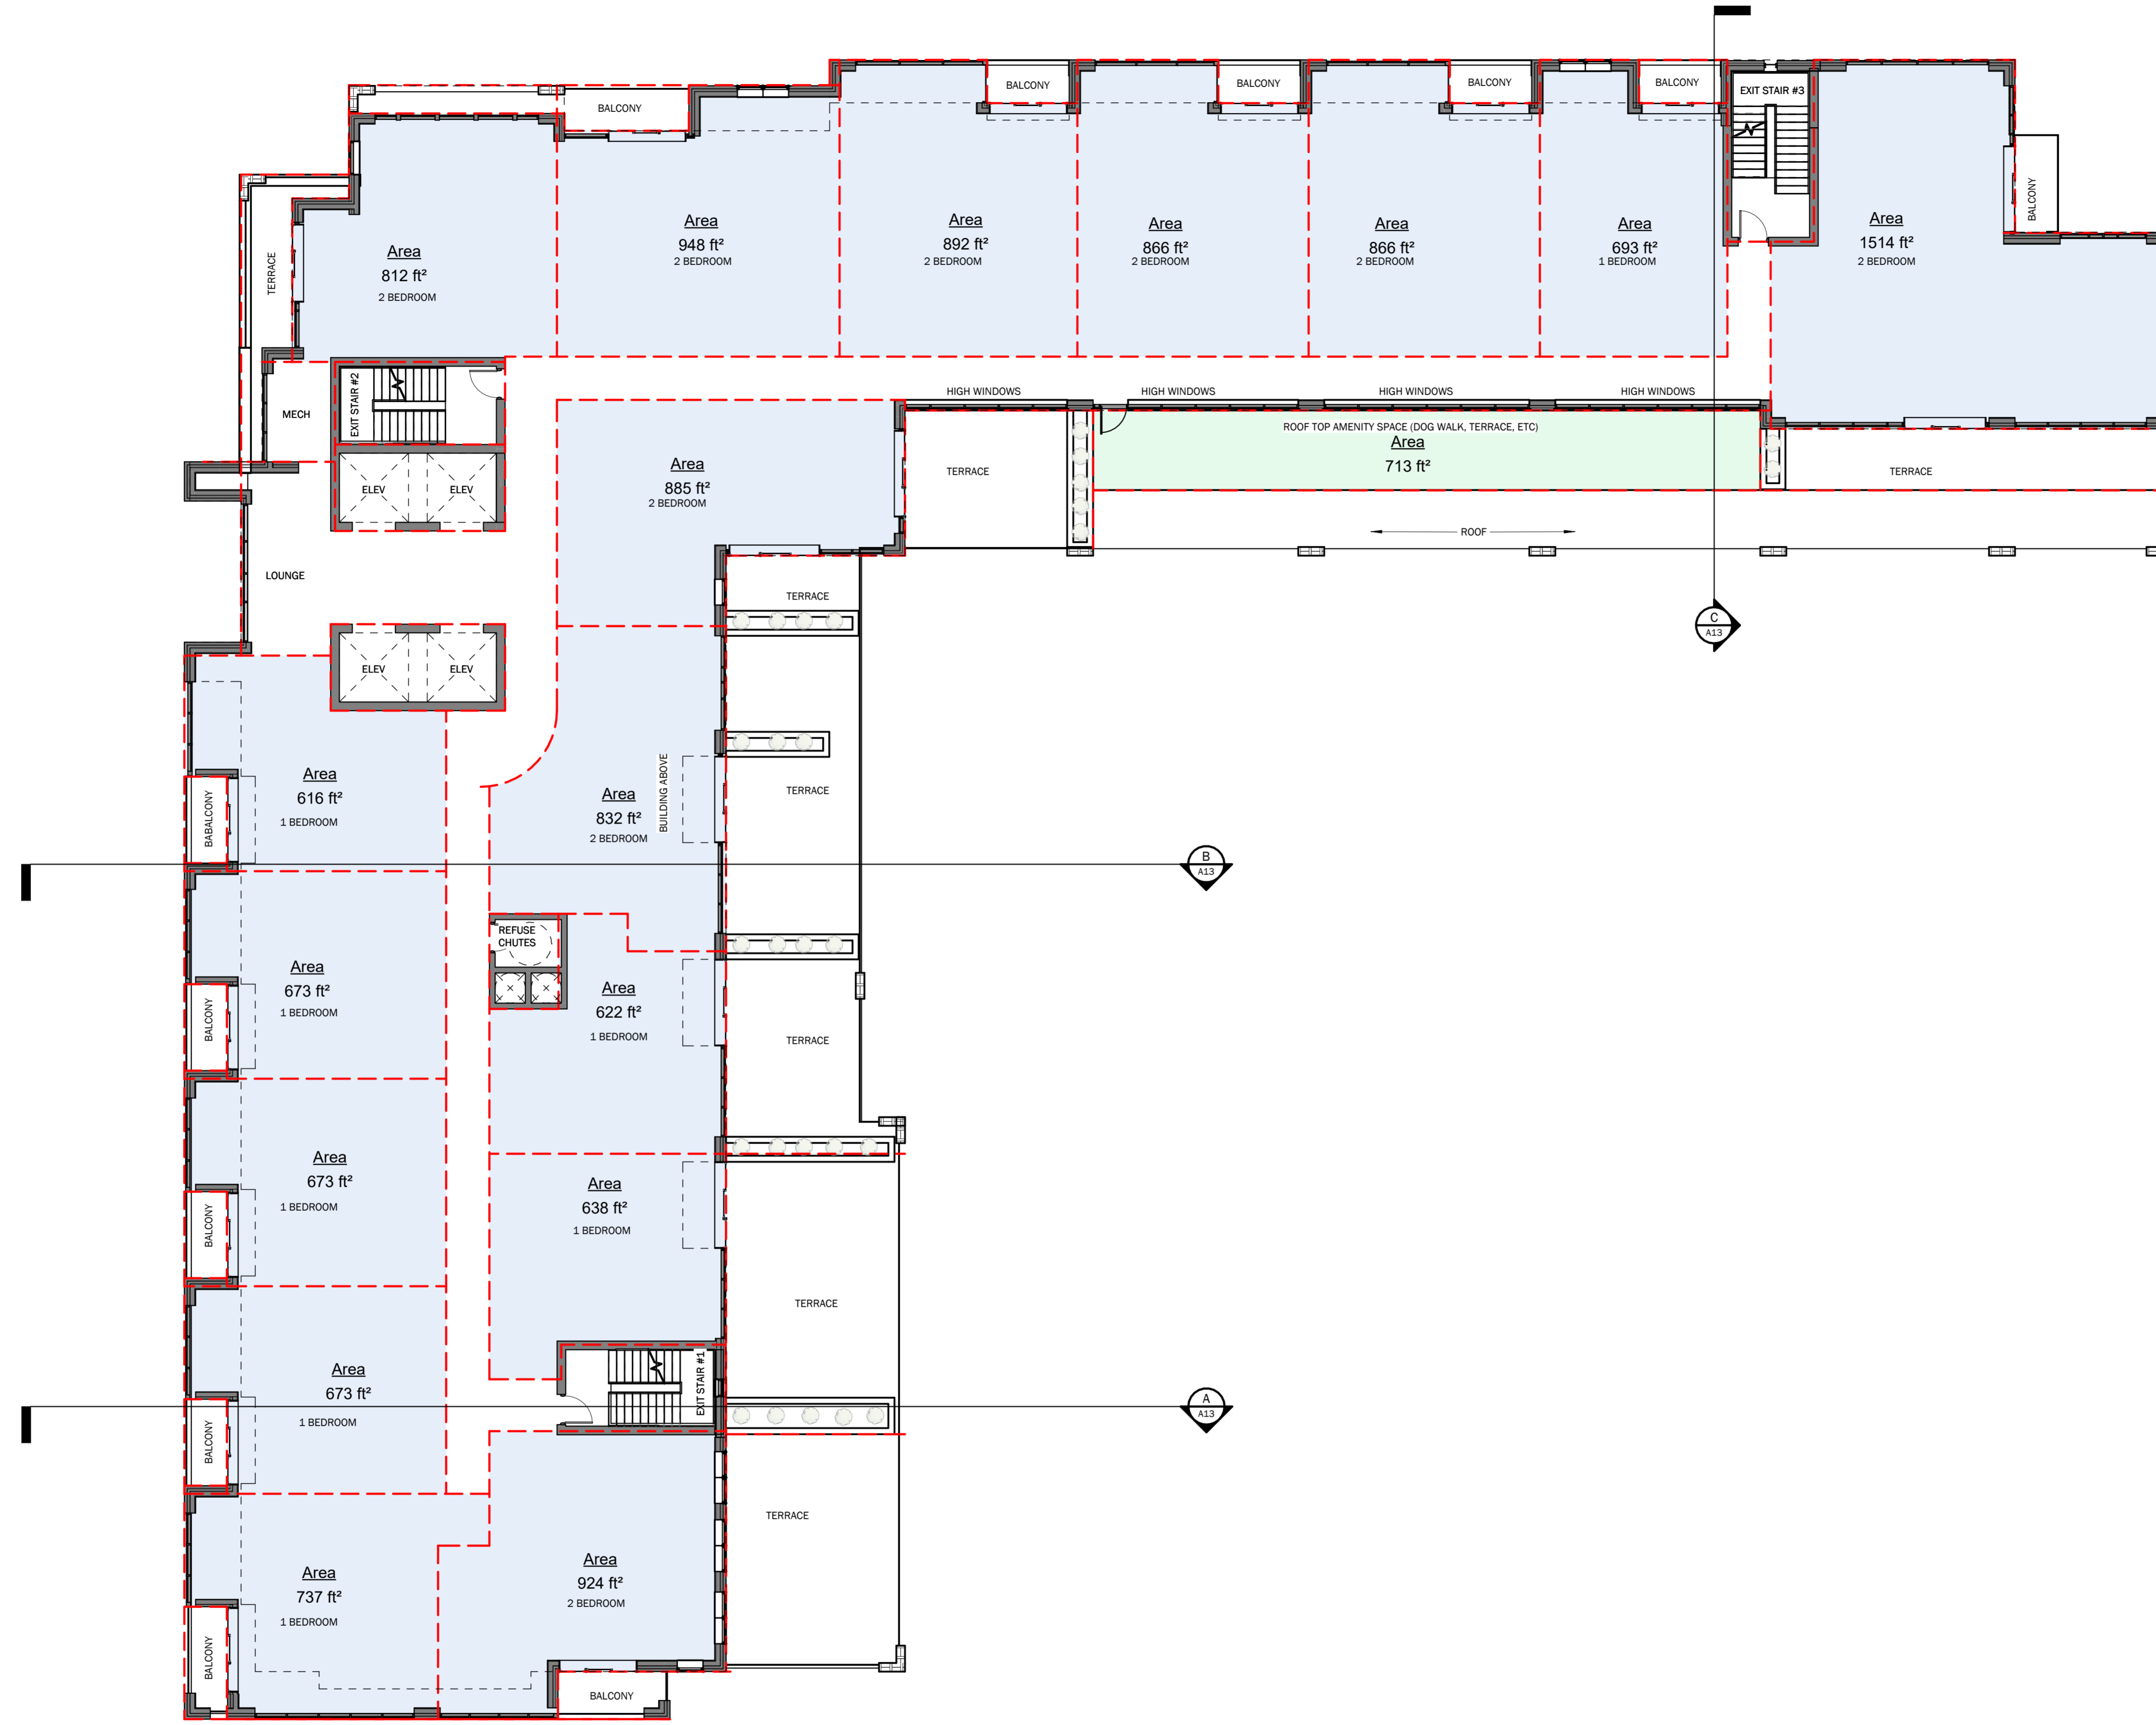 BALCONY
BALCONY
BALCONY
BALCONY
BALCONY
EXIT STAIR #3
BALCONY
TERRACE
Area
812 ft²
2 BEDROOM
Area
948 ft²
2 BEDROOM
Area
892 ft²
2 BEDROOM
Area
866 ft²
2 BEDROOM
Area
866 ft²
2 BEDROOM
Area
693 ft²
1 BEDROOM
Area
1514 ft²
2 BEDROOM
MECH
EXIT STAIR #2
HIGH WINDOWS
HIGH WINDOWS
HIGH WINDOWS
HIGH WINDOWS
ROOF TOP AMENITY SPACE (DOG WALK, TERRACE, ETC)
Area
713 ft²
TERRACE
TERRACE
ELEV
ELEV
Area
885 ft²
2 BEDROOM
ROOF
LOUNGE
TERRACE
C
A13
ELEV
ELEV
Area
616 ft²
1 BEDROOM
BABALCONY
Area
832 ft²
2 BEDROOM
BUILDING ABOVE
TERRACE
B
A13
REFUSE
CHUTES
Area
673 ft²
1 BEDROOM
BALCONY
Area
622 ft²
1 BEDROOM
TERRACE
Area
673 ft²
1 BEDROOM
BALCONY
Area
638 ft²
1 BEDROOM
TERRACE
Area
673 ft²
1 BEDROOM
BALCONY
EXIT STAIR #1
A
A13
TERRACE
Area
737 ft²
1 BEDROOM
BALCONY
Area
924 ft²
2 BEDROOM
BALCONY